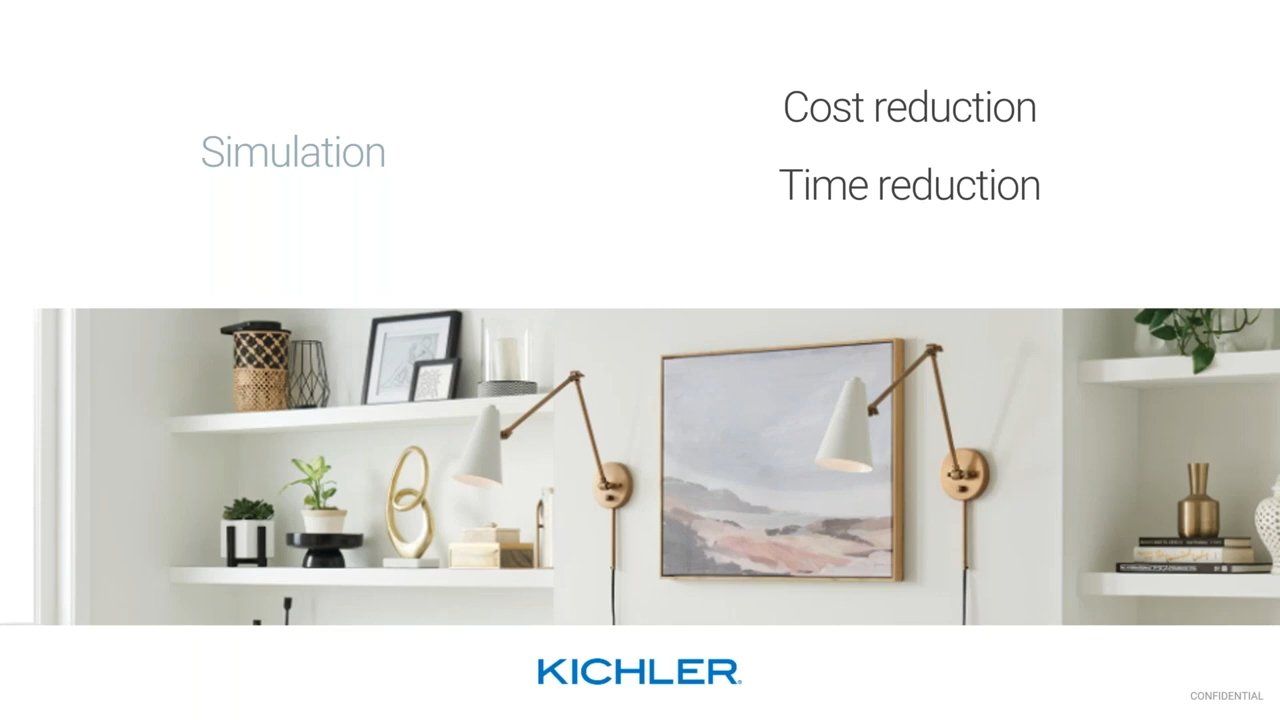 Simulation
Cost reduction
Time reduction
KICHLER
CONFIDENTIAL